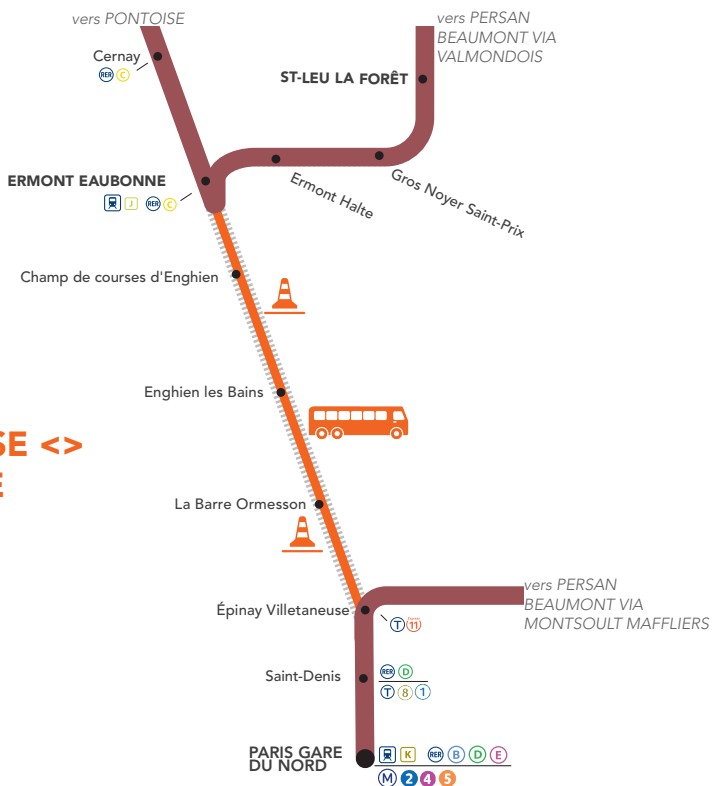 vers PONTOISE
vers PERSAN
BEAUMONT VIA
VALMONDOIS
Cernay
RER C
ST-LEU LA FORÊT
ERMONT EAUBONNE
J RER C
Ermont Halte
Gros Noyer Saint-Prix
Champ de courses d'Enghien
Enghien les Bains
SE <>
E
La Barre Ormesson
vers PERSAN
BEAUMONT VIA
MONTSOULT MAFFLIERS
Épinay Villetaneuse
T 11
Saint-Denis
RER D
T 8 1
PARIS GARE
DU NORD
K RER B D E
M 2 4 5